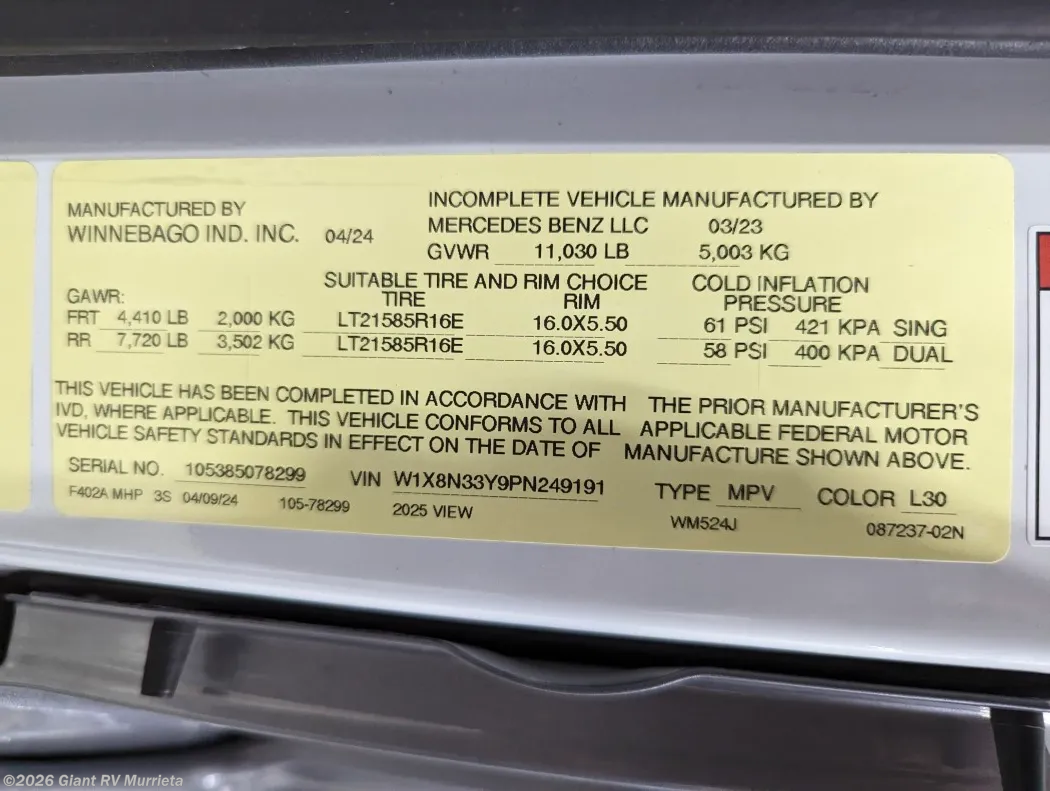 MANUFACTURED BY
WINNEBAGO IND. INC. 04/24
INCOMPLETE VEHICLE MANUFACTURED BY
MERCEDES BENZ LLC 03/23
GVWR 11,030 LB 5,003 KG
SUITABLE TIRE AND RIM CHOICE COLD INFLATION
GAWR: TIRE RIM PRESSURE
FRT 4,410 LB 2,000 KG LT21585R16E 16.0X5.50 61 PSI 421 KPA SING
RR 7,720 LB 3,502 KG LT21585R16E 16.0X5.50 58 PSI 400 KPA DUAL
THIS VEHICLE HAS BEEN COMPLETED IN ACCORDANCE WITH THE PRIOR MANUFACTURER'S
IVD, WHERE APPLICABLE. THIS VEHICLE CONFORMS TO ALL APPLICABLE FEDERAL MOTOR
VEHICLE SAFETY STANDARDS IN EFFECT ON THE DATE OF MANUFACTURE SHOWN ABOVE.
SERIAL NO. 105385078299 VIN W1X8N33Y9PN249191 TYPE MPV COLOR L30
F402A MHP 3S 04/09/24 105-78299 2025 VIEW WM524J 087237-02N
©2026 Giant RV Murrieta